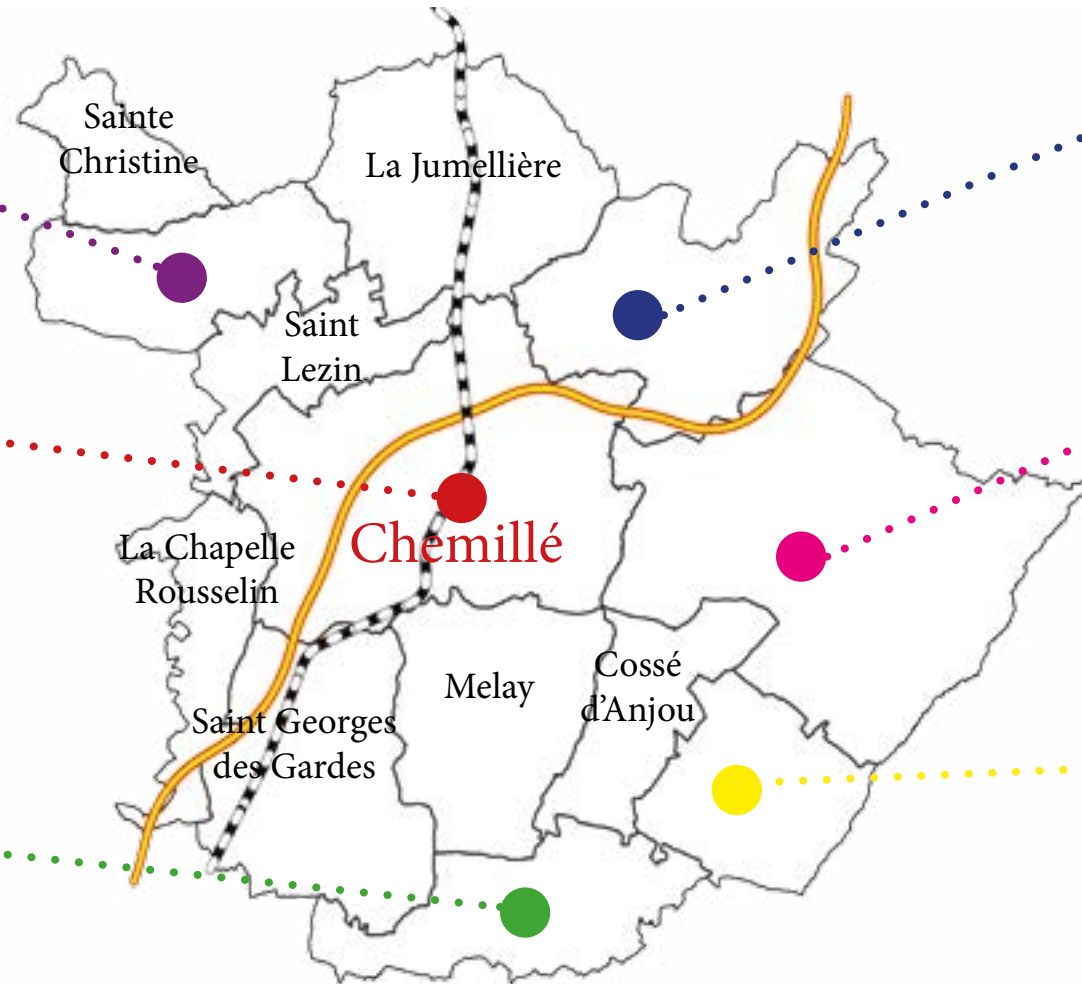 Sainte
Christine
La Jumellière
Saint
Lezin
Chemillé
La Chapelle
Rousselin
Cossé
d'Anjou
Melay
Saint Georges
des Gardes